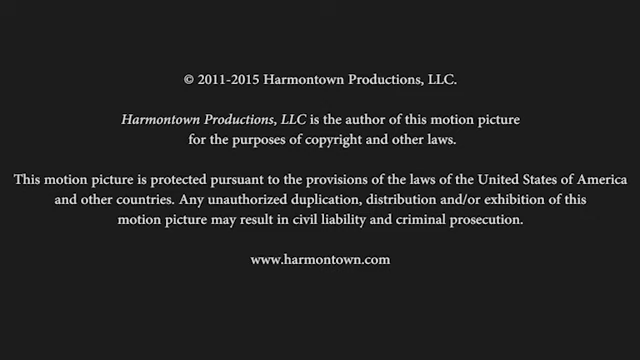 © 2011-2015 Harmontown Productions, LLC.
Harmontown Productions, LLC is the author of this motion picture
for the purposes of copyright and other laws.
This motion picture is protected pursuant to the provisions of the laws of the United States of America
and other countries. Any unauthorized duplication, distribution and/or exhibition of this
motion picture may result in civil liability and criminal prosecution.
www.harmontown.com